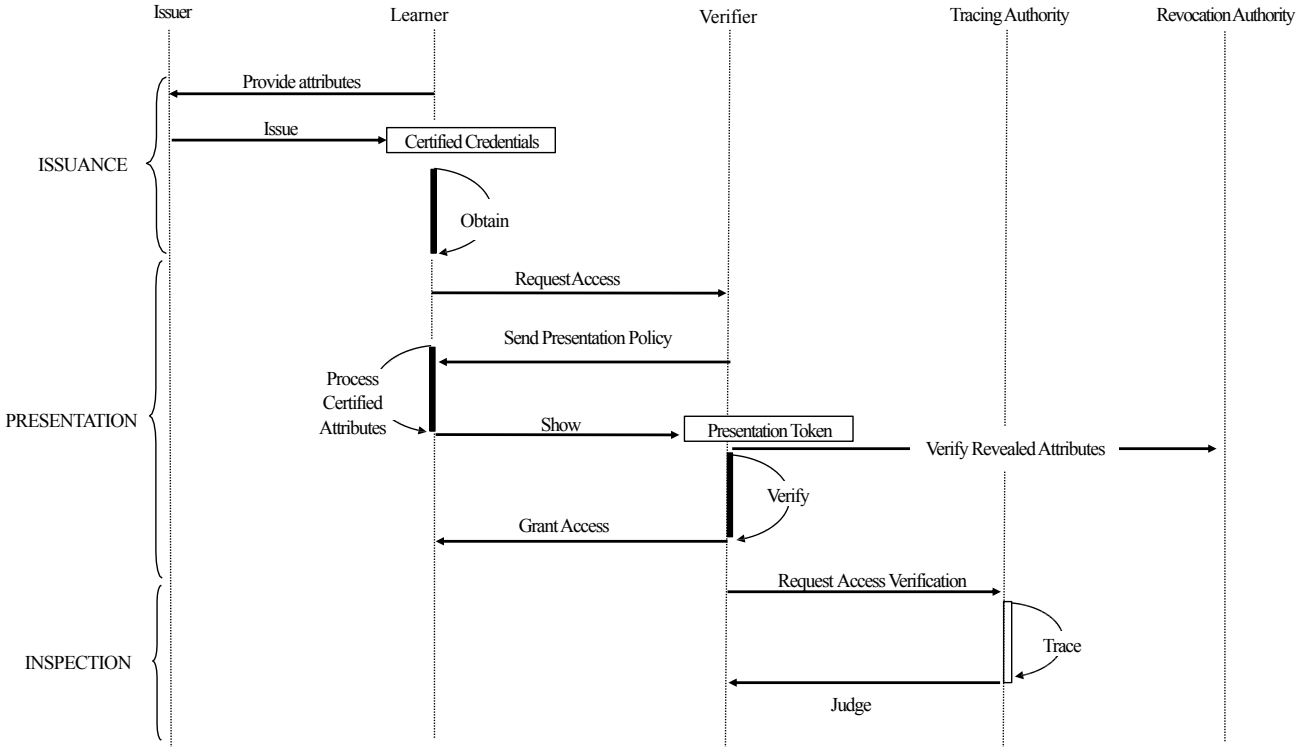 Issuer
Learner
Verifier
Tracing Authority
Revocation Authority
Provide attributes
Issue
Certified Credentials
ISSUANCE
Obtain
Request Access
Send Presentation Policy
Process
Certified
Attributes
PRESENTATION
Show
Presentation Token
Verify Revealed Attributes
Verify
Grant Access
Request Access Verification
Trace
INSPECTION
Judge